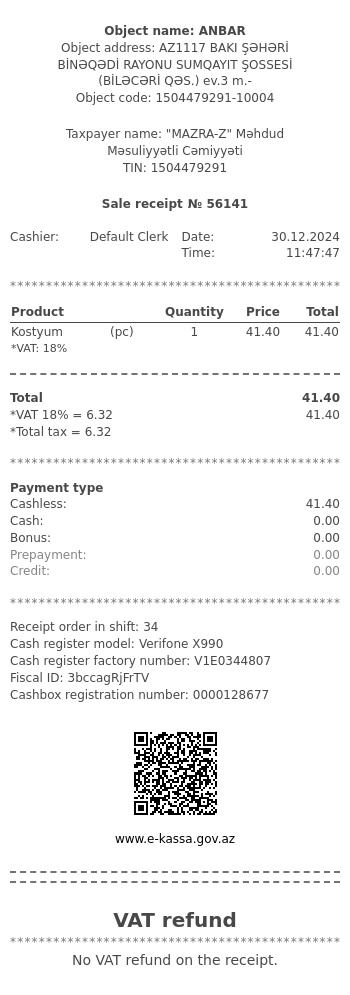 Object name: ANBAR
Object address: AZ1117 BAKI ŞƏHƏRİ
BİNƏQƏDİ RAYONU SUMQAYIT ŞOSSESİ
(BİLƏCƏRİ QƏS.) ev.3 m.-
Object code: 1504479291-10004
Taxpayer name: "MAZRA-Z" Məhdud
Məsuliyyətli Cəmiyyəti
TIN: 1504479291
Sale receipt № 56141
Cashier: Default Clerk Date: 30.12.2024
Time: 11:47:47
********************************************
Product Quantity Price Total
Kostyum (pc) 1 41.40 41.40
*VAT: 18%
Total 41.40
*VAT 18% = 6.32 41.40
*Total tax = 6.32
********************************************
Payment type
Cashless: 41.40
Cash: 0.00
Bonus: 0.00
Prepayment: 0.00
Credit: 0.00
********************************************
Receipt order in shift: 34
Cash register model: Verifone X990
Cash register factory number: V1E0344807
Fiscal ID: 3bccagRjFrTV
Cashbox registration number: 0000128677
www.e-kassa.gov.az
VAT refund
********************************************
No VAT refund on the receipt.